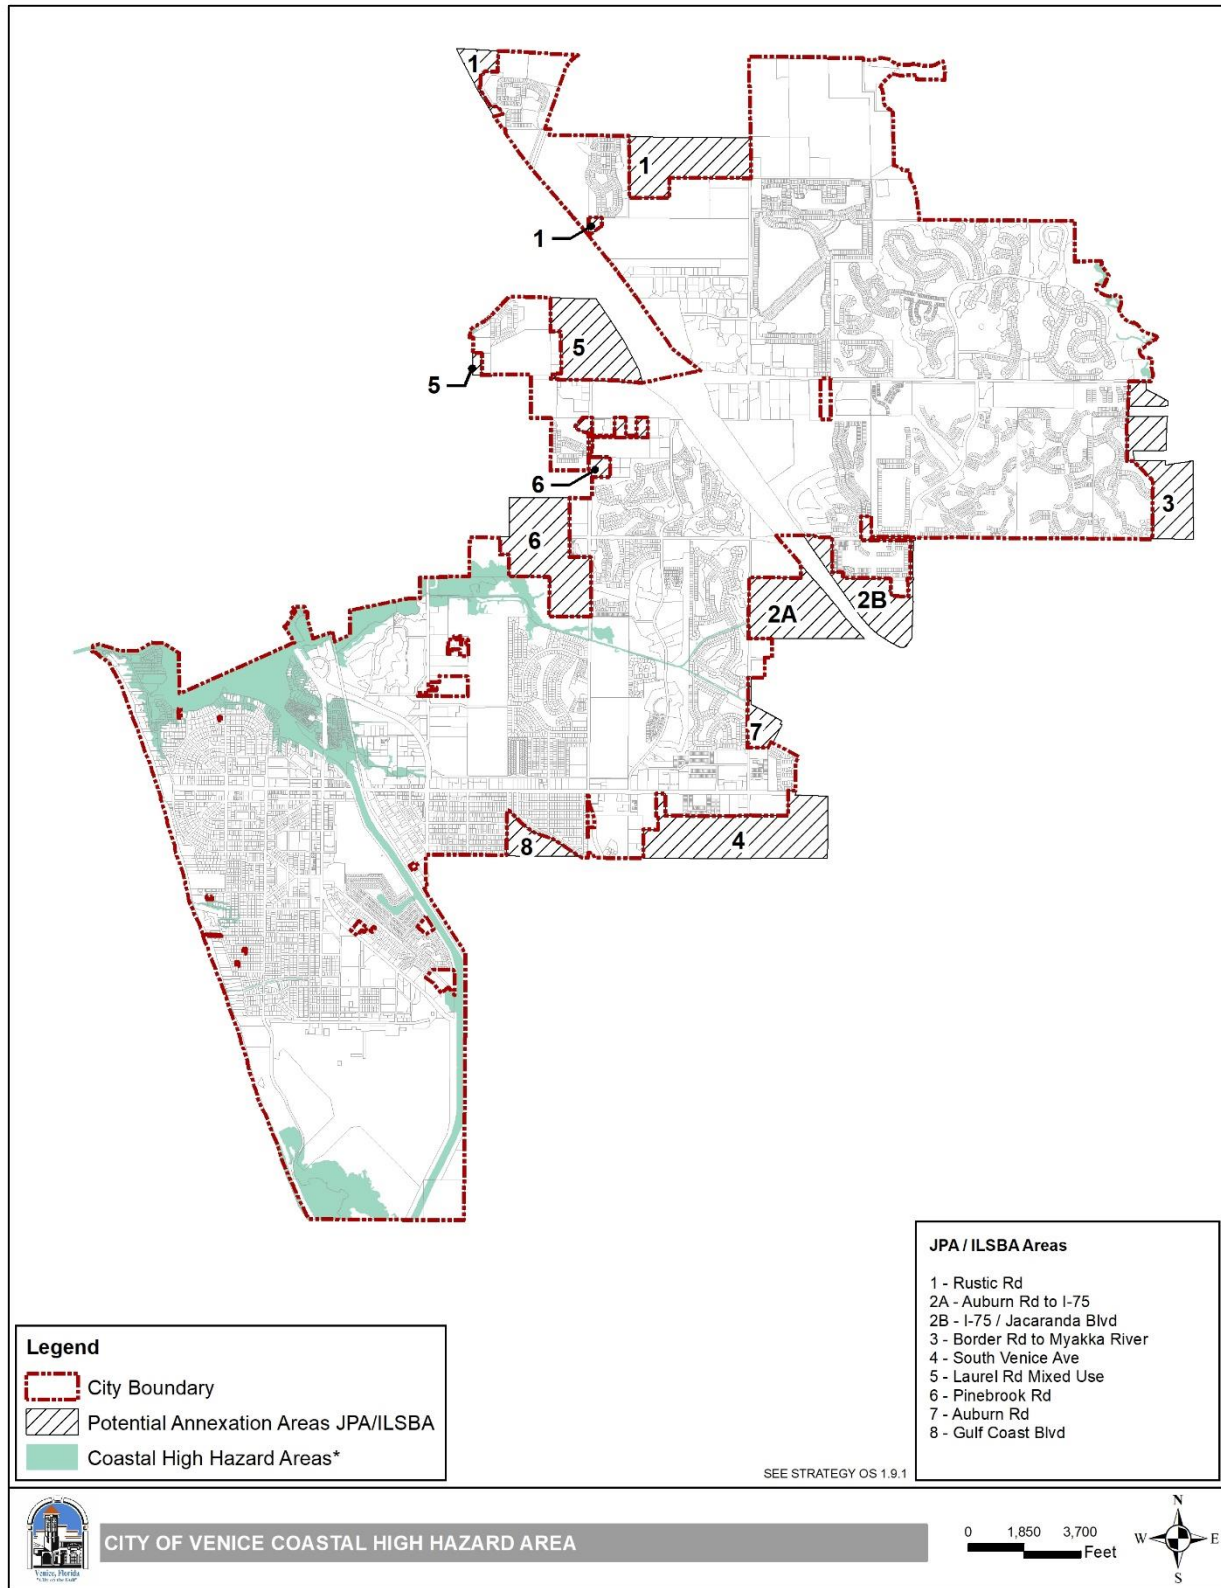 1
1
1
5
5
6
3
6
2A
2B
7
4
8
JPA / ILSBA Areas
1 - Rustic Rd
2A - Auburn Rd to I-75
2B - I-75 / Jacaranda Blvd
3 - Border Rd to Myakka River
4 - South Venice Ave
5 - Laurel Rd Mixed Use
6 - Pinebrook Rd
7 - Auburn Rd
8 - Gulf Coast Blvd
Legend
City Boundary
Potential Annexation Areas JPA/ILSBA
Coastal High Hazard Areas*
SEE STRATEGY OS 1.9.1
Venice, Florida
"City on the Gulf"
CITY OF VENICE COASTAL HIGH HAZARD AREA
0 1,850 3,700
Feet
N
W E
S